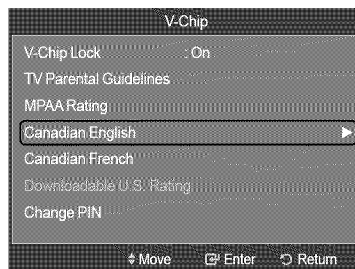 V-Chip
V-Chip Lock : On
TV Parental Guidelines
MPAA Rating
Canadian English
Canadian French
Downloadable U.S. Rating
Change PIN
Move Enter Return